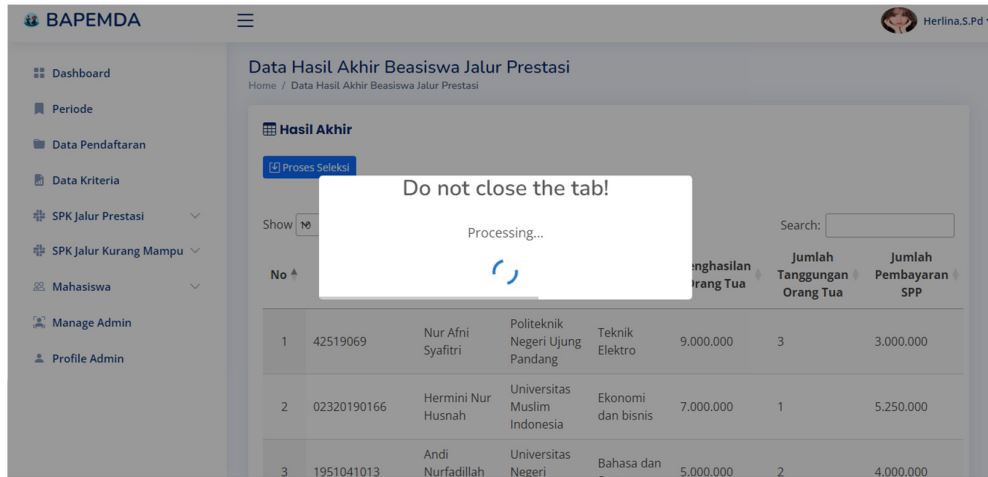 BAPEMDA
Herlina,S.Pd
Dashboard
Periode
Data Pendaftaran
Data Kriteria
SPK Jalur Prestasi
SPK Jalur Kurang Mampu
Mahasiswa
Manage Admin
Profile Admin
Data Hasil Akhir Beasiswa Jalur Prestasi
Home / Data Hasil Akhir Beasiswa Jalur Prestasi
Hasil Akhir
Proses Seleksi
Do not close the tab!
Processing...
Show 10
Search:
No
enghasilan
Orang Tua
Jumlah
Tanggungan
Orang Tua
Jumlah
Pembayaran
SPP
1 42519069 Nur Afni Syafitri Politeknik Negeri Ujung Pandang Teknik Elektro 9.000.000 3 3.000.000
2 02320190166 Hermini Nur Husnah Universitas Muslim Indonesia Ekonomi dan bisnis 7.000.000 1 5.250.000
3 1951041013 Andi Nurfadillah Universitas Negeri Bahasa dan 5.000.000 2 4.000.000